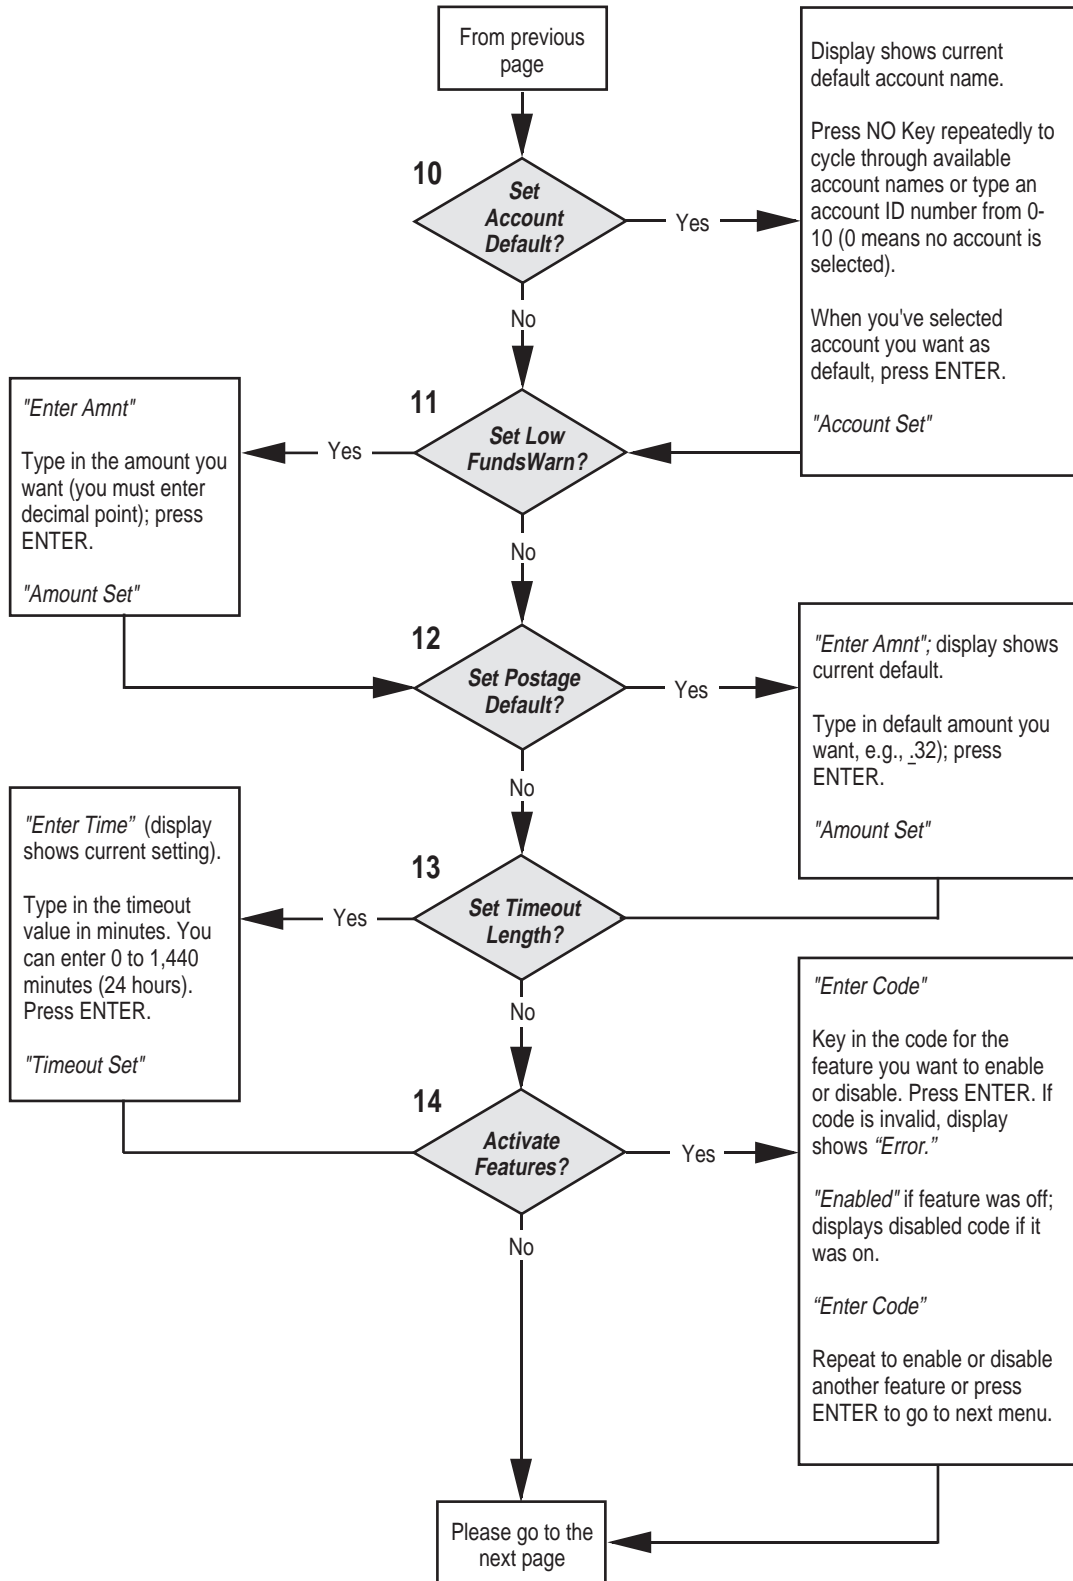 From previous
page
10
Set
Account
Default?
Yes
Display shows current
default account name.
Press NO Key repeatedly to
cycle through available
account names or type an
account ID number from 0-
10 (0 means no account is
selected).
When you've selected
account you want as
default, press ENTER.
"Account Set"
No
11
Set Low
FundsWarn?
Yes
"Enter Amnt"
Type in the amount you
want (you must enter
decimal point); press
ENTER.
"Amount Set"
No
12
Set Postage
Default?
Yes
"Enter Amnt"; display shows
current default.
Type in default amount you
want, e.g., .32); press
ENTER.
"Amount Set"
No
13
Set Timeout
Length?
Yes
"Enter Time” (display
shows current setting).
Type in the timeout
value in minutes. You
can enter 0 to 1,440
minutes (24 hours).
Press ENTER.
"Timeout Set"
No
14
Activate
Features?
Yes
"Enter Code"
Key in the code for the
feature you want to enable
or disable. Press ENTER. If
code is invalid, display
shows “Error.”
"Enabled" if feature was off;
displays disabled code if it
was on.
“Enter Code”
Repeat to enable or disable
another feature or press
ENTER to go to next menu.
No
Please go to the
next page